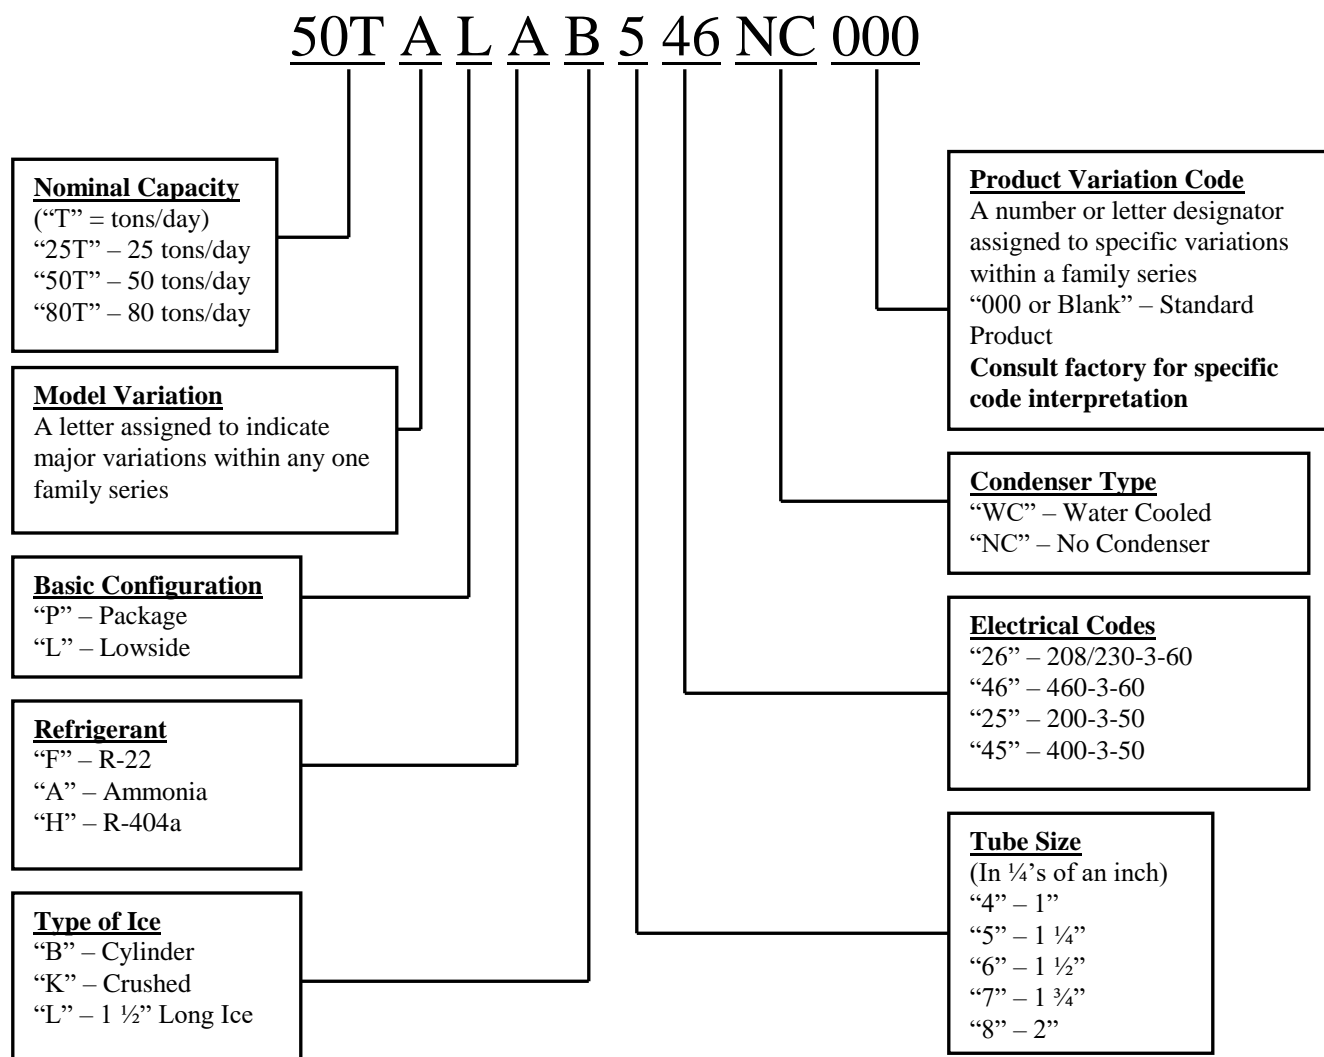 50T A L A B 5 46 NC 000
Nominal Capacity
(“T” = tons/day)
“25T” – 25 tons/day
“50T” – 50 tons/day
“80T” – 80 tons/day
Model Variation
A letter assigned to indicate
major variations within any one
family series
Basic Configuration
“P” – Package
“L” – Lowside
Refrigerant
“F” – R-22
“A” – Ammonia
“H” – R-404a
Type of Ice
“B” – Cylinder
“K” – Crushed
“L” – 1 ½” Long Ice
Product Variation Code
A number or letter designator
assigned to specific variations
within a family series
“000 or Blank” – Standard
Product
Consult factory for specific
code interpretation
Condenser Type
“WC” – Water Cooled
“NC” – No Condenser
Electrical Codes
“26” – 208/230-3-60
“46” – 460-3-60
“25” – 200-3-50
“45” – 400-3-50
Tube Size
(In ¼’s of an inch)
“4” – 1”
“5” – 1 ¼”
“6” – 1 ½”
“7” – 1 ¾”
“8” – 2”